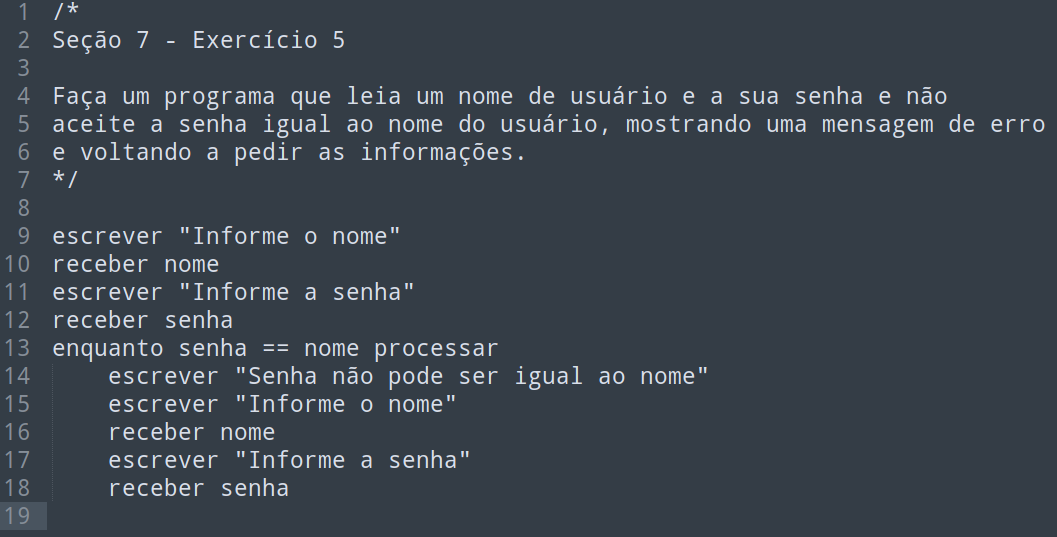 1 /*
2 Seção 7 - Exercício 5
3
4 Faça um programa que leia um nome de usuário e a sua senha e não
5 aceite a senha igual ao nome do usuário, mostrando uma mensagem de erro
6 e voltando a pedir as informações.
7 */
8
9 escrever "Informe o nome"
10 receber nome
11 escrever "Informe a senha"
12 receber senha
13 enquanto senha == nome processar
14     escrever "Senha não pode ser igual ao nome"
15     escrever "Informe o nome"
16     receber nome
17     escrever "Informe a senha"
18     receber senha
19